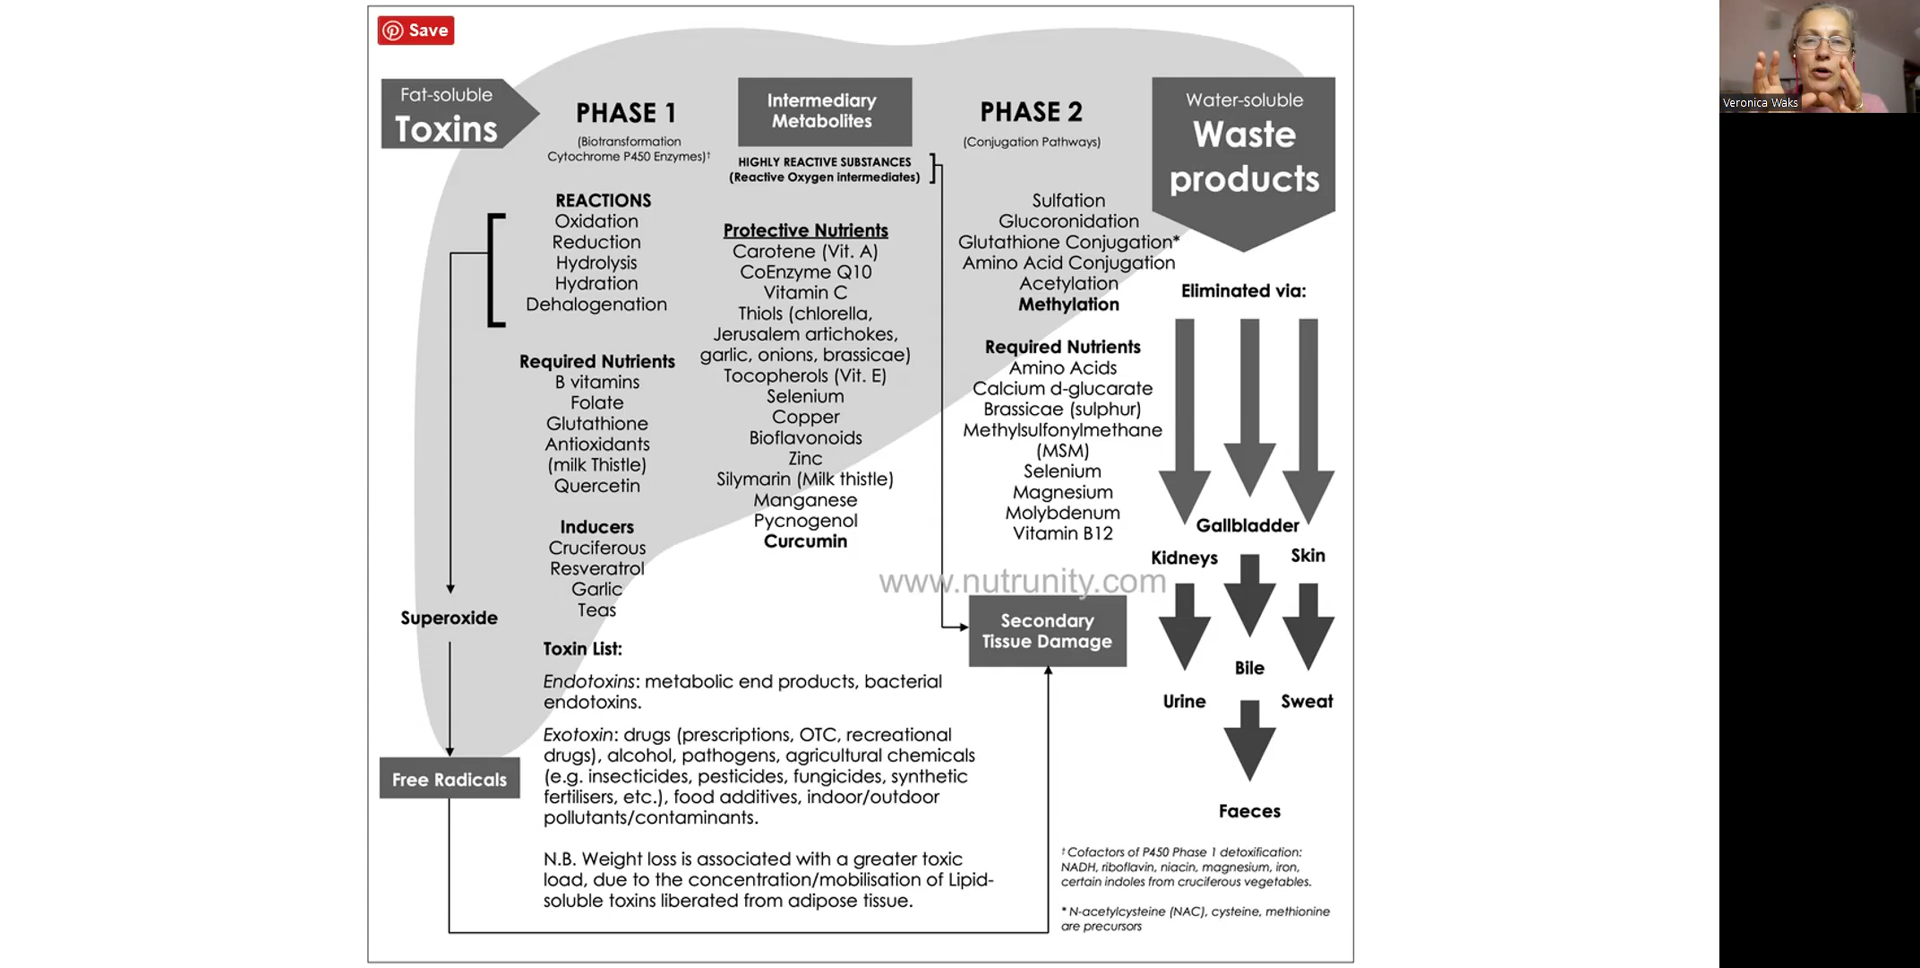 Save
Fat-soluble
Toxins
PHASE 1
(Biotransformation
Cytochrome P450 Enzymes)†
REACTIONS
Oxidation
Reduction
Hydrolysis
Hydration
Dehalogenation
Required Nutrients
B vitamins
Folate
Glutathione
Antioxidants
(milk Thistle)
Quercetin
Inducers
Cruciferous
Resveratrol
Garlic
Teas
Superoxide
Free Radicals
Intermediary
Metabolites
HIGHLY REACTIVE SUBSTANCES
(Reactive Oxygen intermediates)
Protective Nutrients
Carotene (Vit. A)
CoEnzyme Q10
Vitamin C
Thiols (chlorella,
Jerusalem artichokes,
garlic, onions, brassicae)
Tocopherols (Vit. E)
Selenium
Copper
Bioflavonoids
Zinc
Silymarin (Milk thistle)
Manganese
Pycnogenol
Curcumin
PHASE 2
(Conjugation Pathways)
Sulfation
Glucoronidation
Glutathione Conjugation*
Amino Acid Conjugation
Acetylation
Methylation
Required Nutrients
Amino Acids
Calcium d-glucarate
Brassicae (sulphur)
Methylsulfonylmethane
(MSM)
Selenium
Magnesium
Molybdenum
Vitamin B12
www.nutrunity.com
Secondary
Tissue Damage
Water-soluble
Waste
products
Eliminated via:
Gallbladder
Kidneys
Skin
Bile
Urine
Sweat
Faeces
Toxin List:
Endotoxins: metabolic end products, bacterial
endotoxins.
Exotoxin: drugs (prescriptions, OTC, recreational
drugs), alcohol, pathogens, agricultural chemicals
(e.g. insecticides, pesticides, fungicides, synthetic
fertilisers, etc.), food additives, indoor/outdoor
pollutants/contaminants.
N.B. Weight loss is associated with a greater toxic
load, due to the concentration/mobilisation of Lipid-
soluble toxins liberated from adipose tissue.
† Cofactors of P450 Phase 1 detoxification:
NADH, riboflavin, niacin, magnesium, iron,
certain indoles from cruciferous vegetables.
* N-acetylcysteine (NAC), cysteine, methionine
are precursors
Veronica Waks